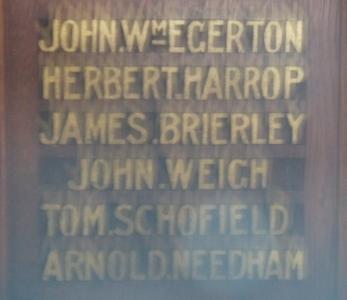 JOHN.WM EGERTON
HERBERT.HARROP
JAMES.BRIERLEY
JOHN.WEIGH
TOM.SCHOFIELD
ARNOLD.NEEDHAM